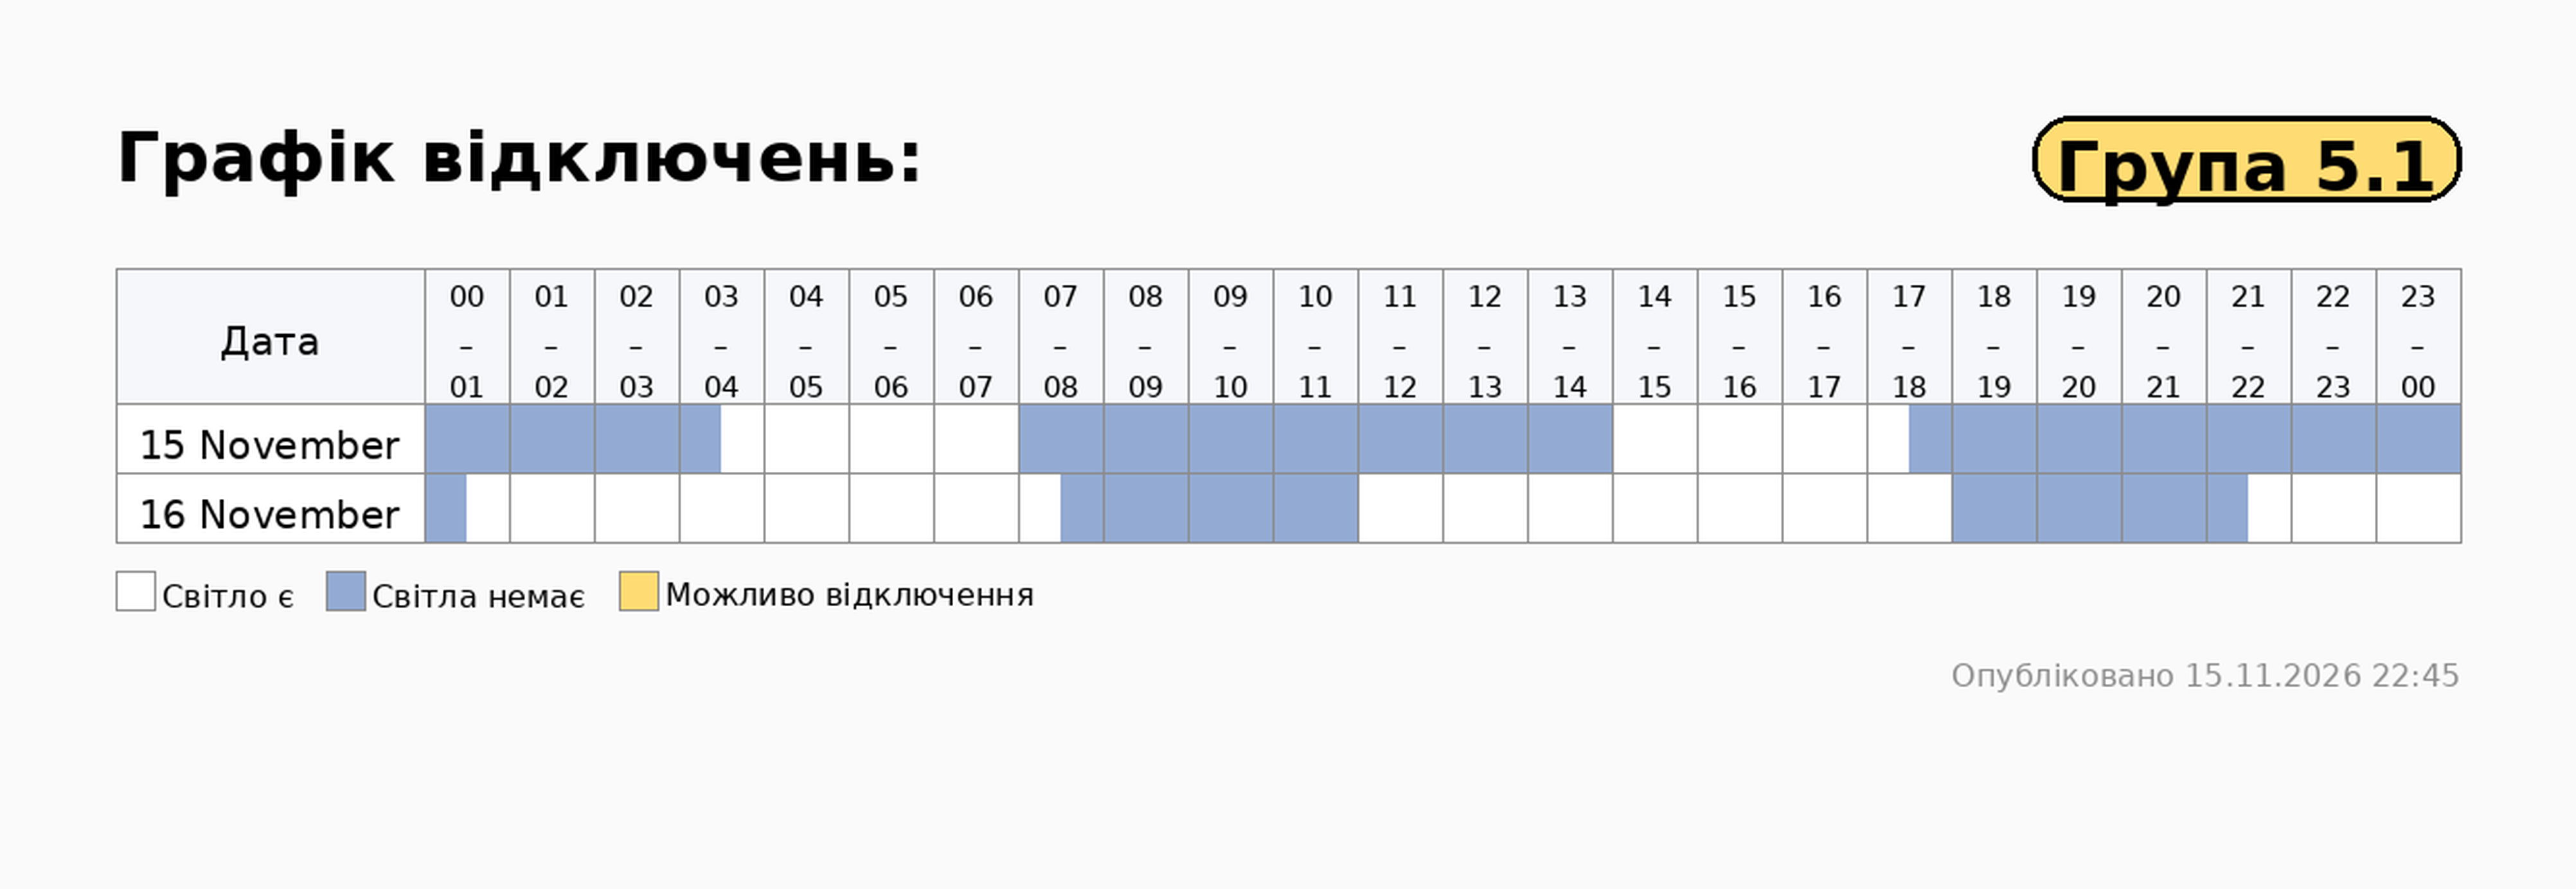 Графік відключень:
Група 5.1
Дата
00 – 01
01 – 02
02 – 03
03 – 04
04 – 05
05 – 06
06 – 07
07 – 08
08 – 09
09 – 10
10 – 11
11 – 12
12 – 13
13 – 14
14 – 15
15 – 16
16 – 17
17 – 18
18 – 19
19 – 20
20 – 21
21 – 22
22 – 23
23 – 00
15 November
16 November
Світло є
Світла немає
Можливо відключення
Опубліковано 15.11.2026 22:45